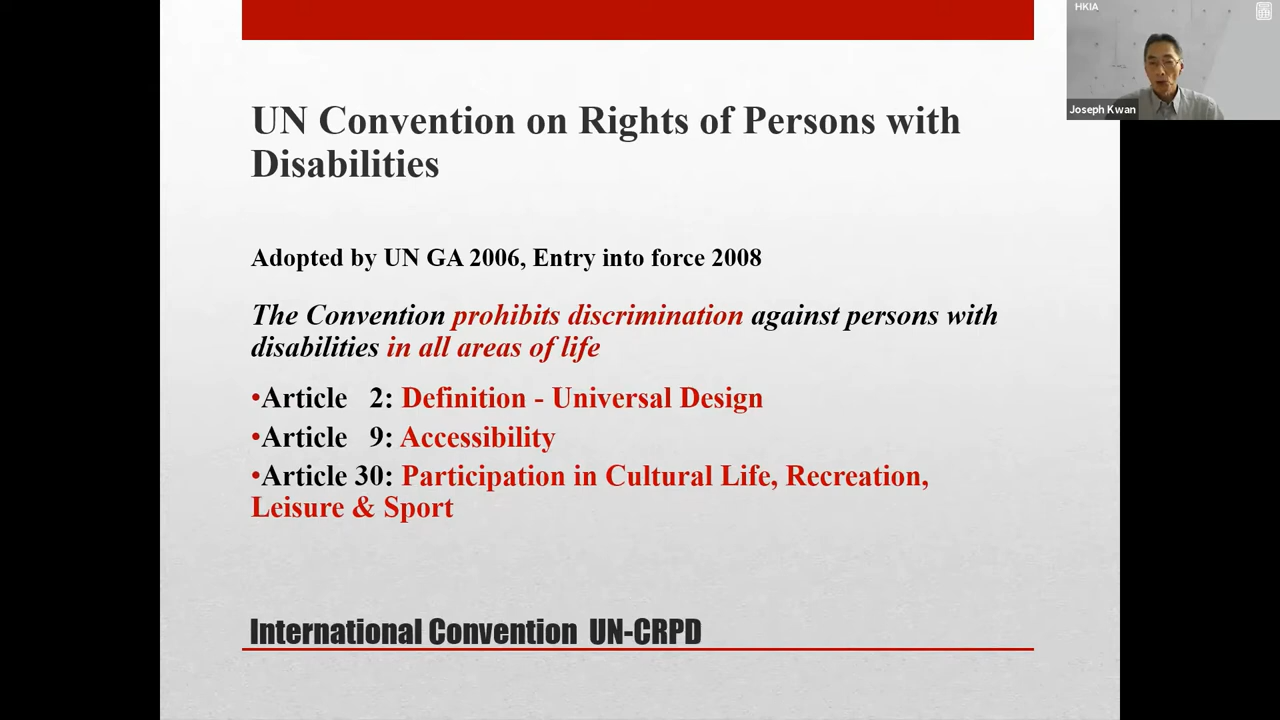 HKIA
Joseph Kwan
UN Convention on Rights of Persons with
Disabilities
Adopted by UN GA 2006, Entry into force 2008
The Convention prohibits discrimination against persons with
disabilities in all areas of life
•Article 2: Definition - Universal Design
•Article 9: Accessibility
•Article 30: Participation in Cultural Life, Recreation,
Leisure & Sport
International Convention UN-CRPD